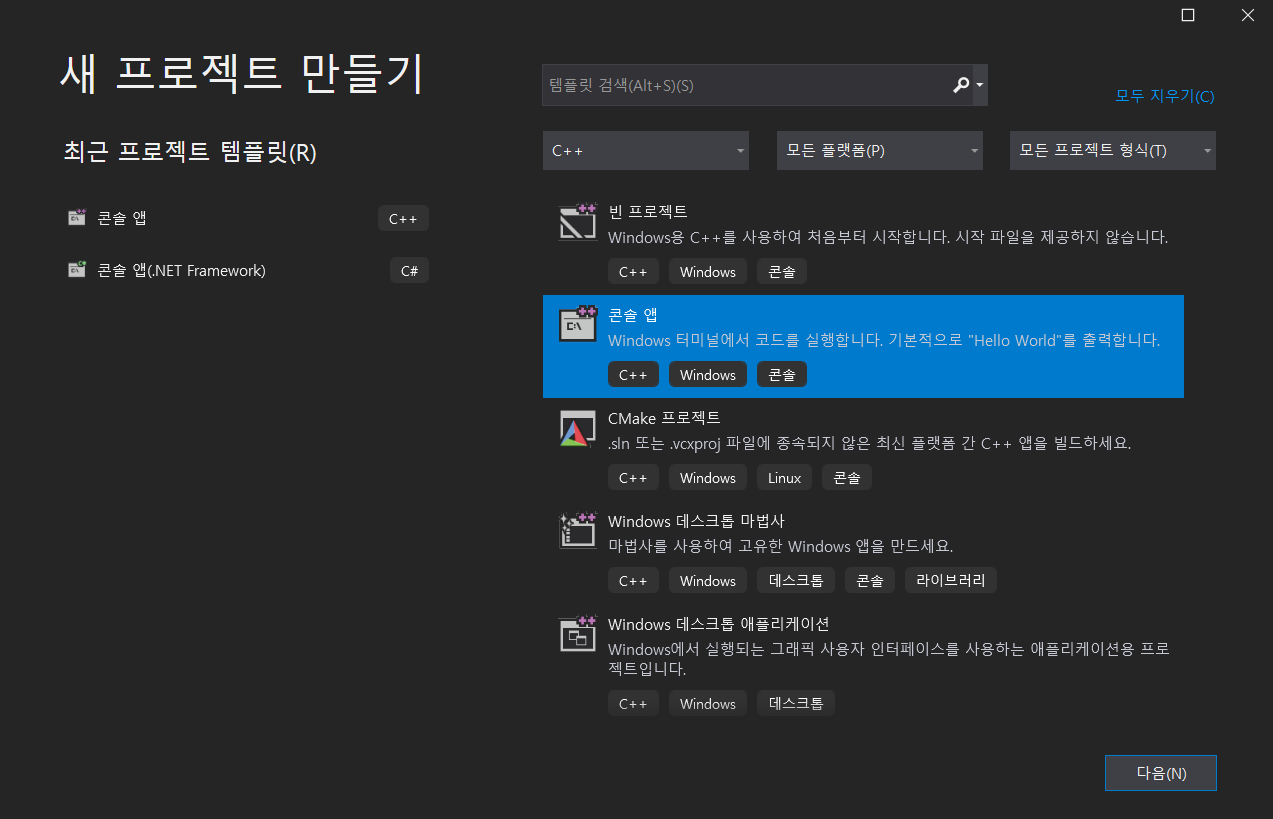 새 프로젝트 만들기
최근 프로젝트 템플릿(R)
콘솔 앱 C++
콘솔 앱(.NET Framework) C#
템플릿 검색(Alt+S)(S)
모두 지우기(C)
C++ 모든 플랫폼(P) 모든 프로젝트 형식(T)
빈 프로젝트
Windows용 C++를 사용하여 처음부터 시작합니다. 시작 파일을 제공하지 않습니다.
C++ Windows 콘솔
콘솔 앱
Windows 터미널에서 코드를 실행합니다. 기본적으로 "Hello World"를 출력합니다.
C++ Windows 콘솔
CMake 프로젝트
.sln 또는 .vcxproj 파일에 종속되지 않은 최신 플랫폼 간 C++ 앱을 빌드하세요.
C++ Windows Linux 콘솔
Windows 데스크톱 마법사
마법사를 사용하여 고유한 Windows 앱을 만드세요.
C++ Windows 데스크톱 콘솔 라이브러리
Windows 데스크톱 애플리케이션
Windows에서 실행되는 그래픽 사용자 인터페이스를 사용하는 애플리케이션용 프로
젝트입니다.
C++ Windows 데스크톱
다음(N)